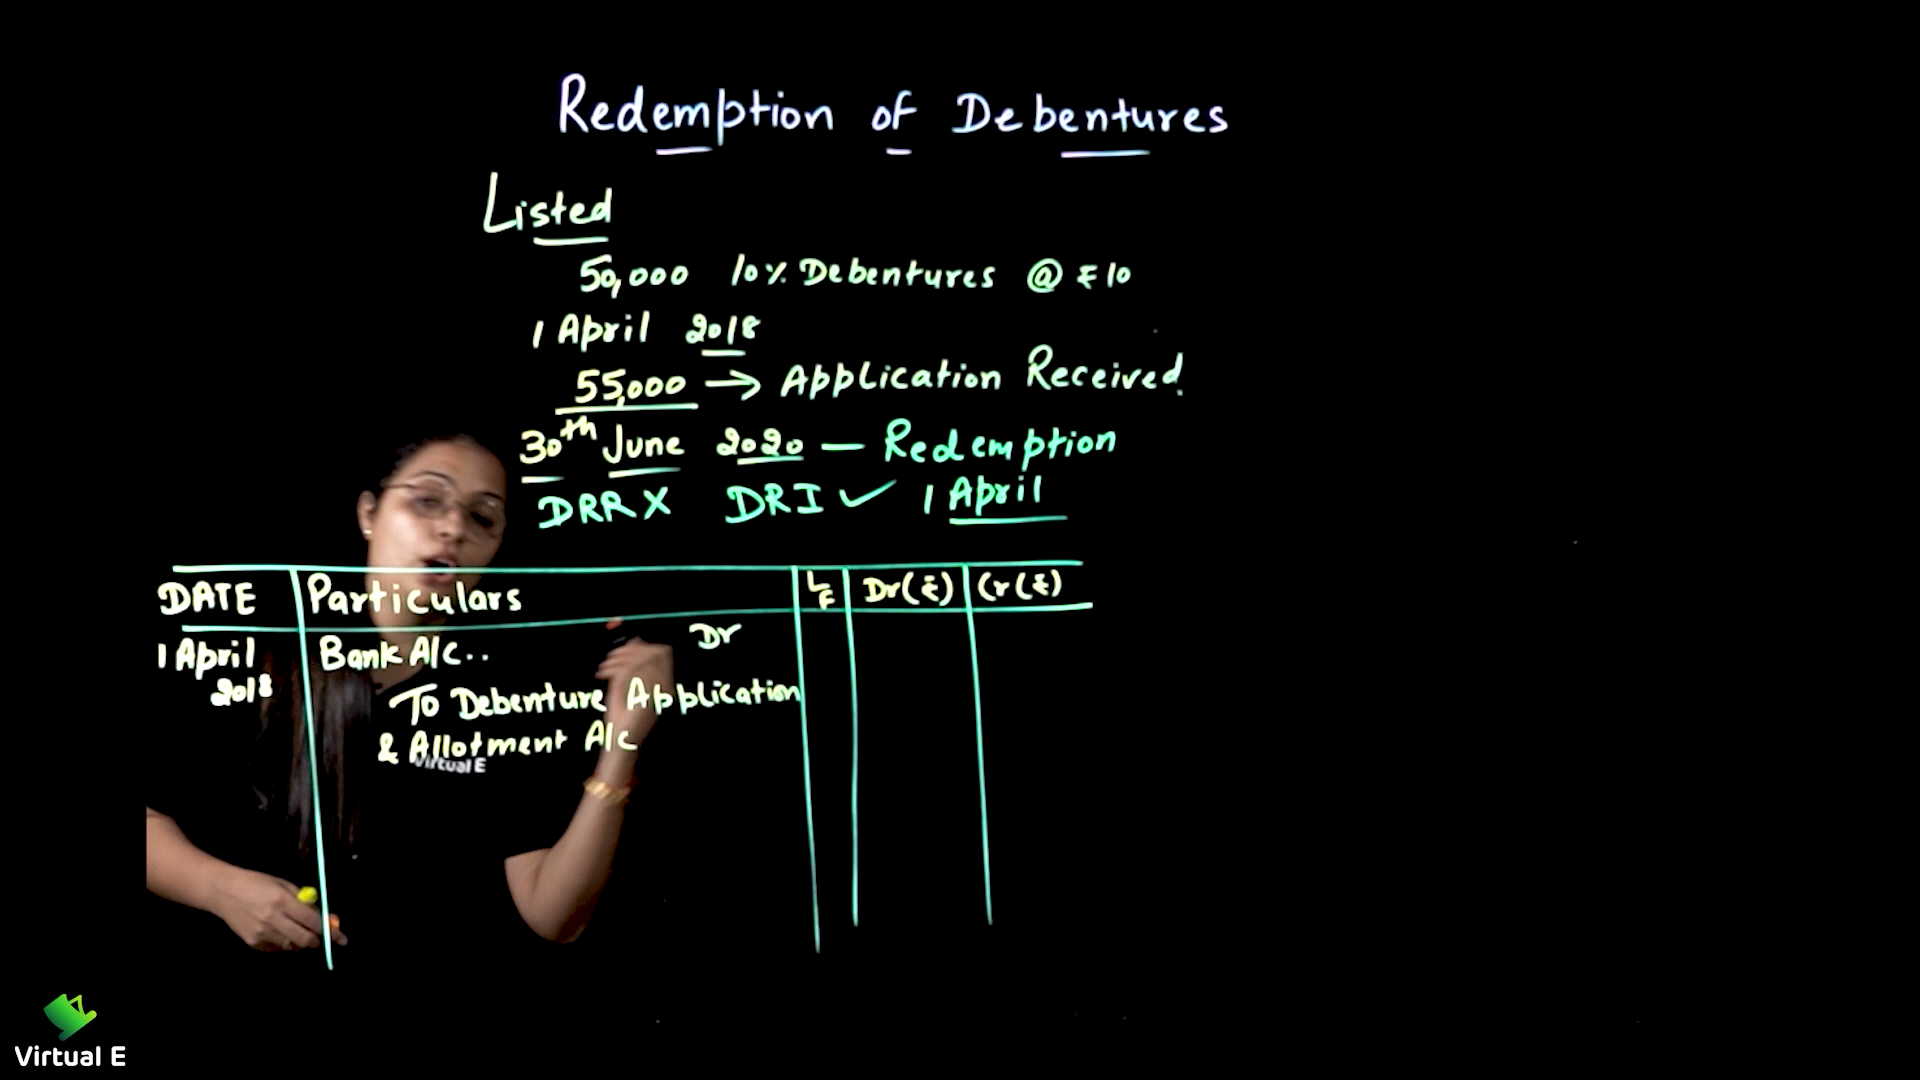 Redemption of Debentures
Listed
50,000 10% Debentures @ ₹10
1 April 2018
55,000 → Application Received.
30th June 2020 — Redemption
DRR X DRI ✓ 1 April
DATE Particulars LF Dr(₹) Cr(₹)
1 April 2018 Bank A/c.. Dr
To Debenture Application
& Allotment A/c
Virtual E
Virtual E